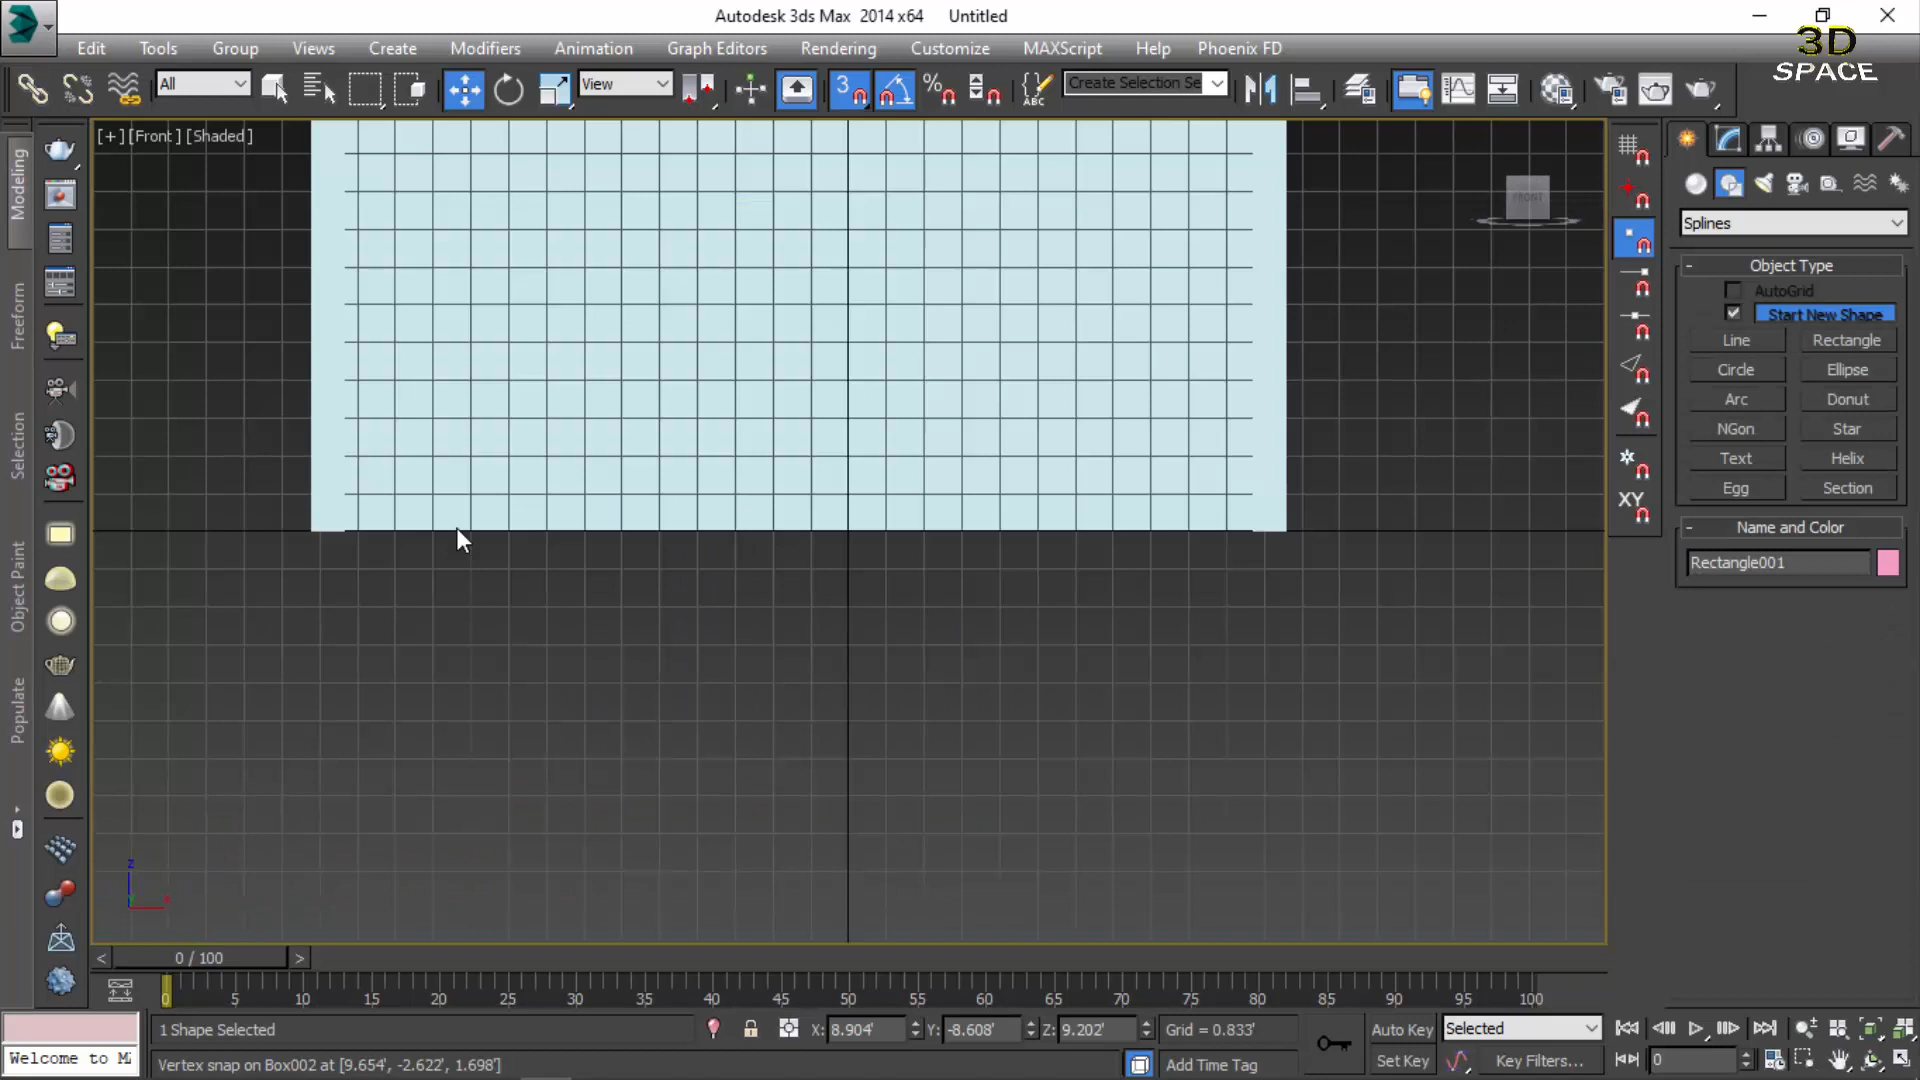 Autodesk 3ds Max 2014 x64 Untitled
3D
SPACE
Edit Tools Group Views Create Modifiers Animation Graph Editors Rendering Customize MAXScript Help Phoenix FD
All View 3 % ABC Create Selection Se
[+] [Front ] [Shaded ]
FRONT
Modeling
Freeform
Selection
Object Paint
Populate
XY
Splines
- Object Type
AutoGrid
Start New Shape
Line Rectangle
Circle Ellipse
Arc Donut
NGon Star
Text Helix
Egg Section
- Name and Color
Rectangle001
z
x
< 0 / 100 >
0 5 10 15 20 25 30 35 40 45 50 55 60 65 70 75 80 85 90 95 100
1 Shape Selected X: 8.904' Y: -8.608' Z: 9.202' Grid = 0.833' Auto Key Selected
Welcome to MA Vertex snap on Box002 at [9.654', -2.622', 1.698'] Add Time Tag Set Key Key Filters... 0